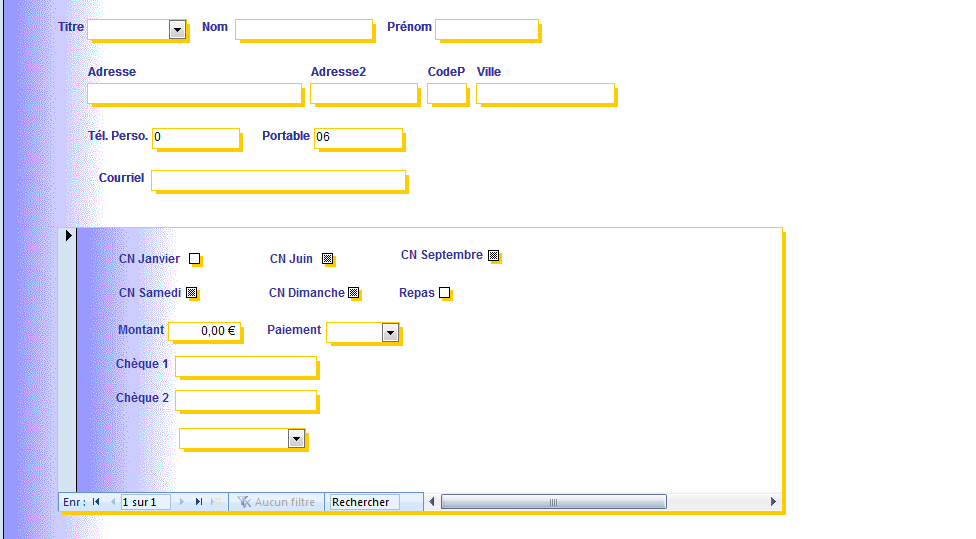 Titre Nom Prénom
Adresse Adresse2 CodeP Ville
Tél. Perso. 0 Portable 06
Courriel
CN Janvier CN Juin CN Septembre
CN Samedi CN Dimanche Repas
Montant 0,00 € Paiement
Chèque 1
Chèque 2
Enr : 1 sur 1 Aucun filtre Rechercher